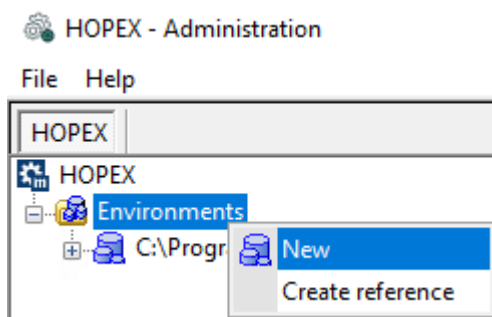 HOPEX - Administration
File Help
HOPEX
HOPEX
Environments
C:\Progr
New
Create reference